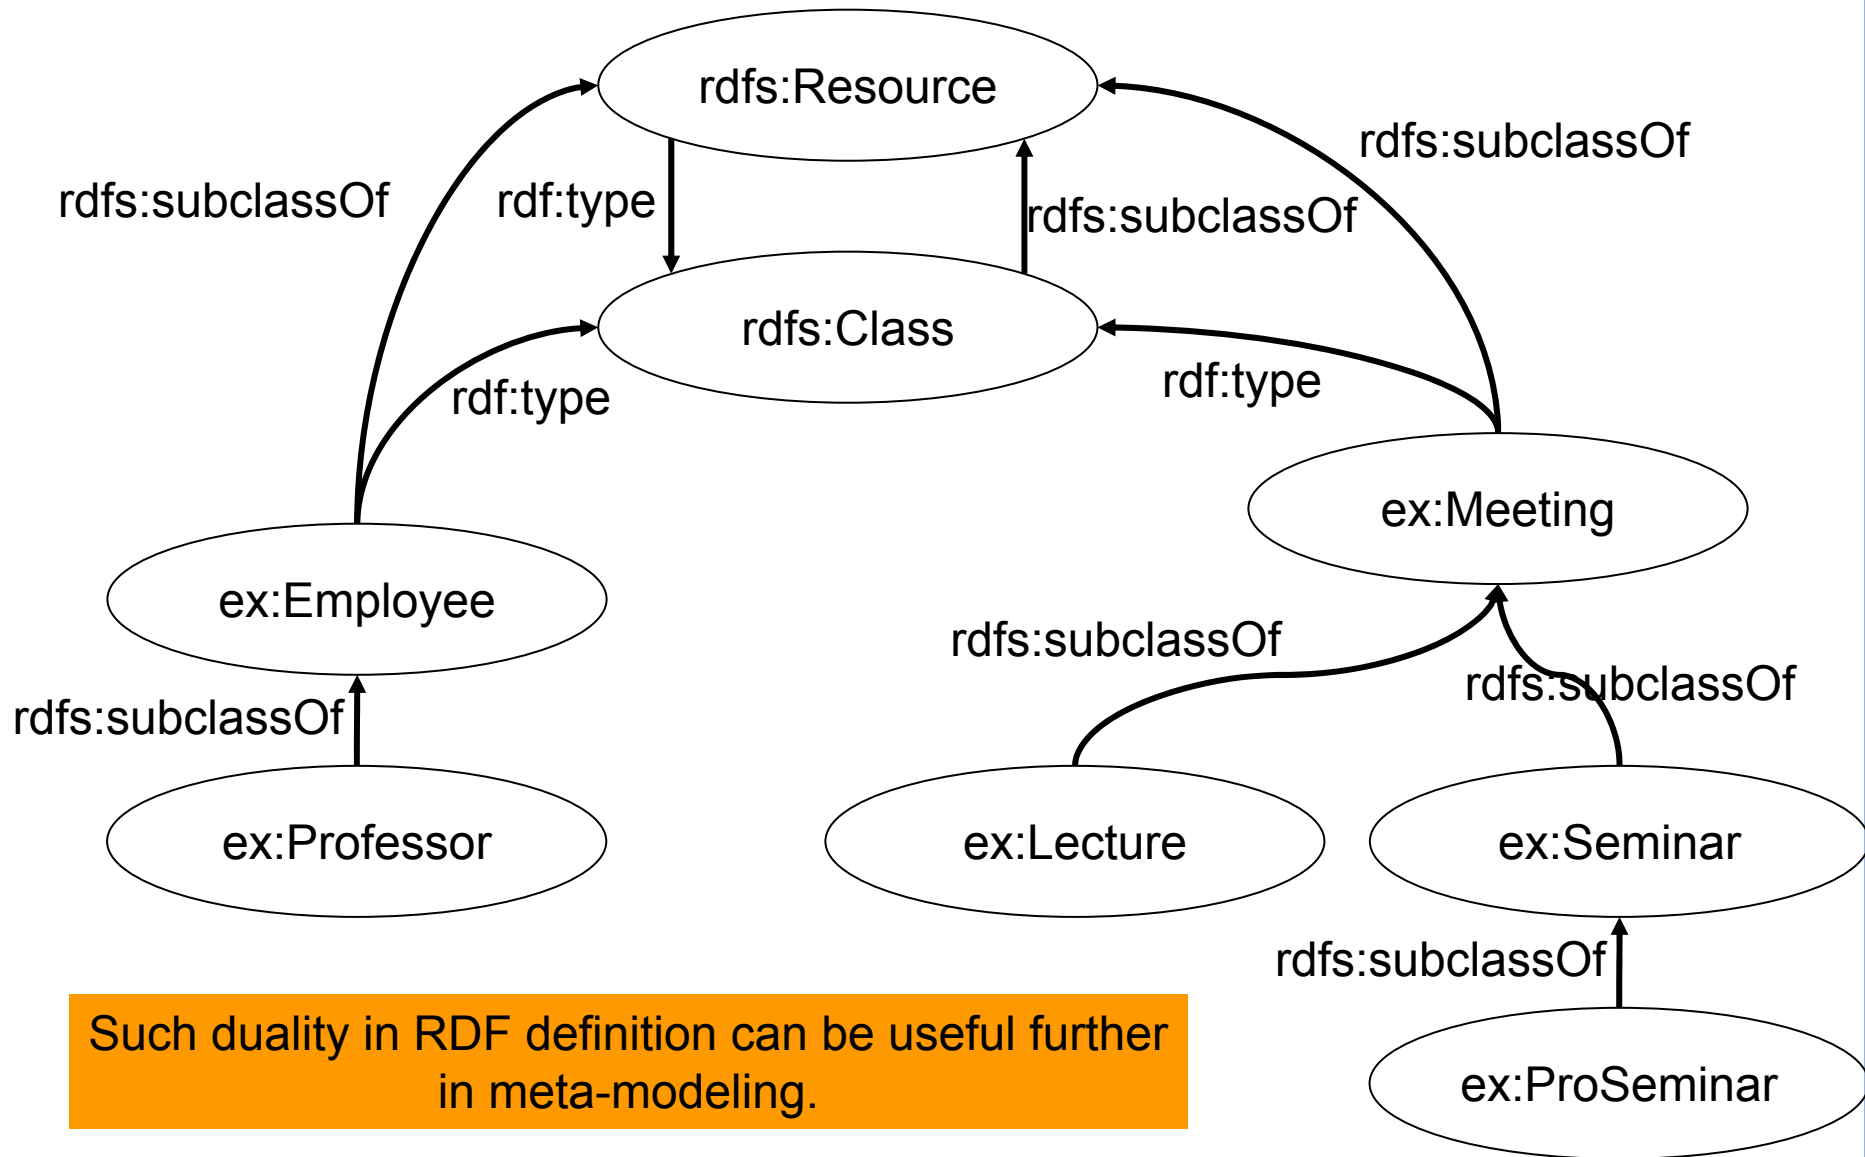 rdfs:Resource
rdfs:subclassOf
rdfs:subclassOf
rdf:type
rdfs:subclassOf
rdfs:Class
rdf:type
rdf:type
ex:Meeting
ex:Employee
rdfs:subclassOf
rdfs:subclassOf
rdfs:subclassOf
ex:Professor
ex:Lecture
ex:Seminar
rdfs:subclassOf
Such duality in RDF definition can be useful further
in meta-modeling.
ex:ProSeminar